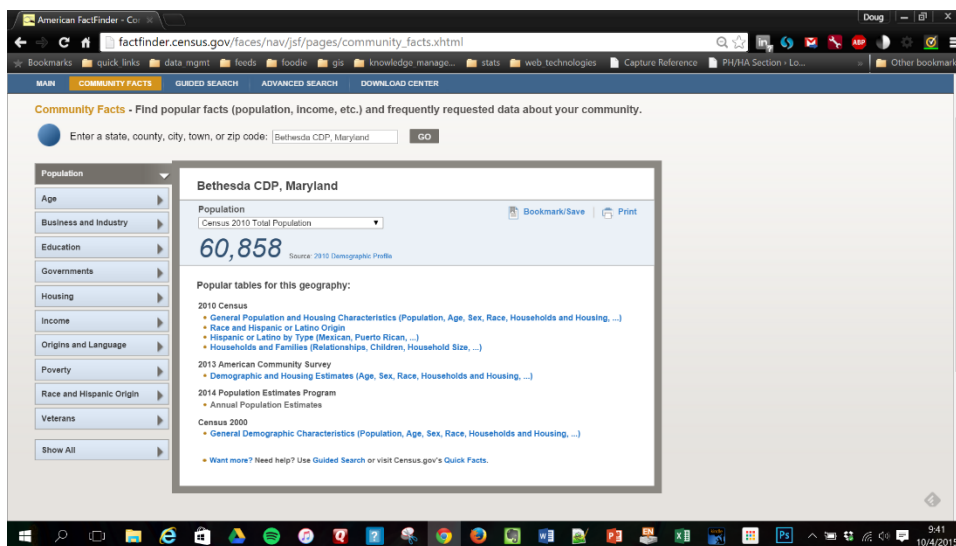 American FactFinder - Co
Doug
factfinder.census.gov/faces/nav/jsf/pages/community_facts.xhtml
Bookmarks quick_links data mgmt feeds foodie gis knowledge_manage... stats web technologies Capture Reference PH/HA Section › Lo... » Other bookmark
MAIN COMMUNITY FACTS GUIDED SEARCH ADVANCED SEARCH DOWNLOAD CENTER
Community Facts - Find popular facts (population, income, etc.) and frequently requested data about your community.
Enter a state, county, city, town, or zip code: Bethesda CDP, Maryland GO
Population
Age
Business and Industry
Education
Governments
Housing
Income
Origins and Language
Poverty
Race and Hispanic Origin
Veterans
Show All
Bethesda CDP, Maryland
Population
Census 2010 Total Population
Bookmark/Save | Print
60,858 Source: 2010 Demographic Profile
Popular tables for this geography:
2010 Census
• General Population and Housing Characteristics (Population, Age, Sex, Race, Households and Housing, ...)
• Race and Hispanic or Latino Origin
• Hispanic or Latino by Type (Mexican, Puerto Rican, ...)
• Households and Families (Relationships, Children, Household Size, ...)
2013 American Community Survey
• Demographic and Housing Estimates (Age, Sex, Race, Households and Housing, ...)
2014 Population Estimates Program
• Annual Population Estimates
Census 2000
• General Demographic Characteristics (Population, Age, Sex, Race, Households and Housing, ...)
• Want more? Need help? Use Guided Search or visit Census.gov's Quick Facts.
9:41
10/4/2015